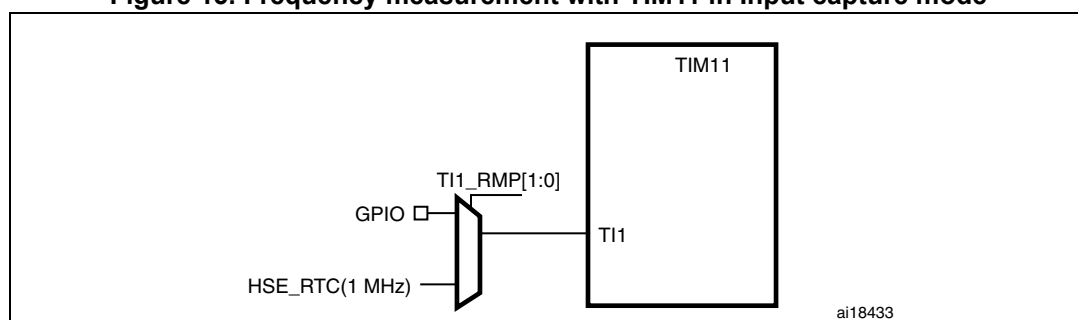 Figure 13. Frequency measurement with TIM11 in Input capture mode
TIM11
TI1_RMP[1:0]
GPIO
TI1
HSE_RTC(1 MHz)
ai18433